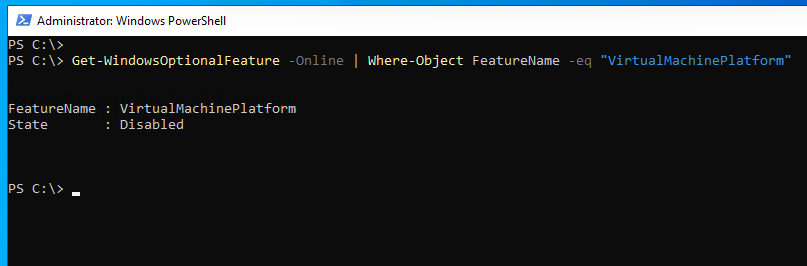 Administrator: Windows PowerShell
PS C:\>
PS C:\> Get-WindowsOptionalFeature -Online | Where-Object FeatureName -eq "VirtualMachinePlatform"
FeatureName : VirtualMachinePlatform
State       : Disabled
PS C:\>